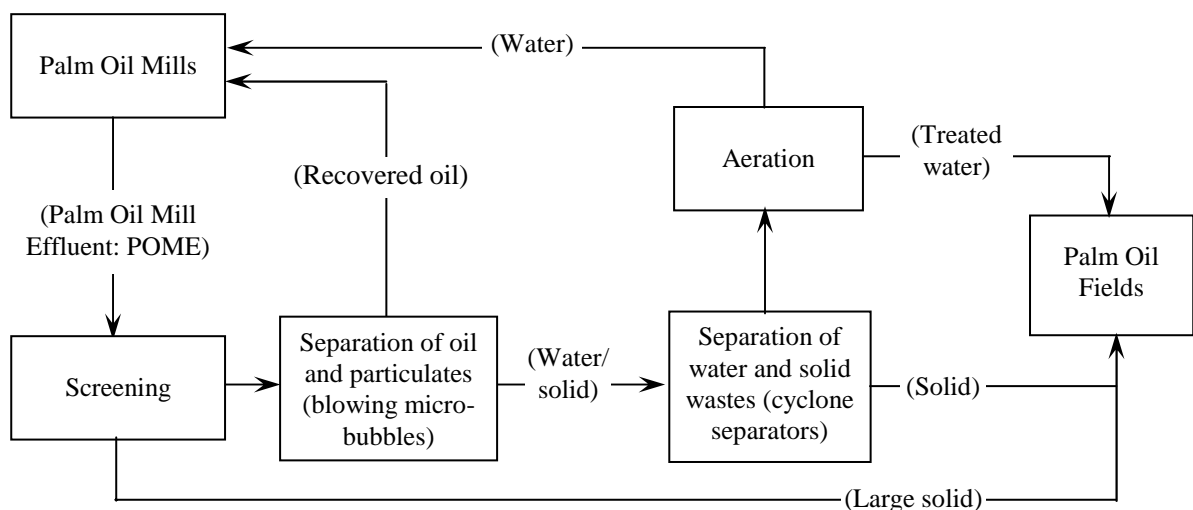 (Water)
Palm Oil Mills
(Recovered oil)
Aeration
(Treated
water)
(Palm Oil Mill
Effluent: POME)
Palm Oil
Fields
Screening
Separation of oil
and particulates
(blowing micro-
bubbles)
(Water/
solid)
Separation of
water and solid
wastes (cyclone
separators)
(Solid)
(Large solid)